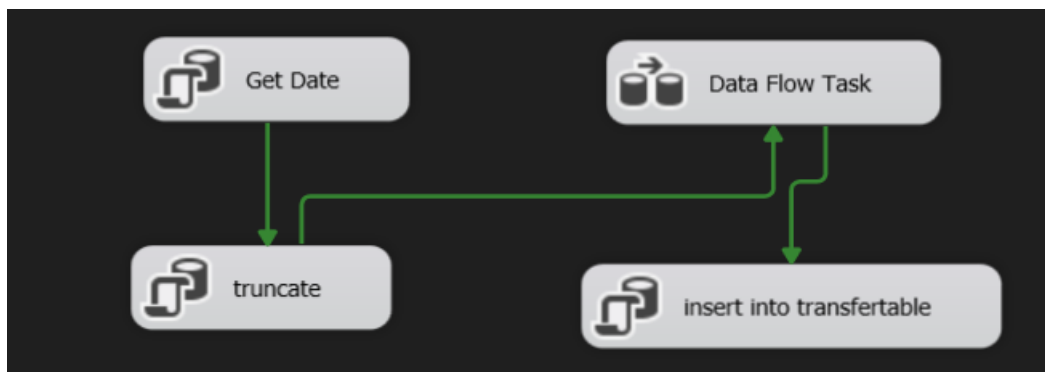 Get Date
Data Flow Task
truncate
insert into transfertable